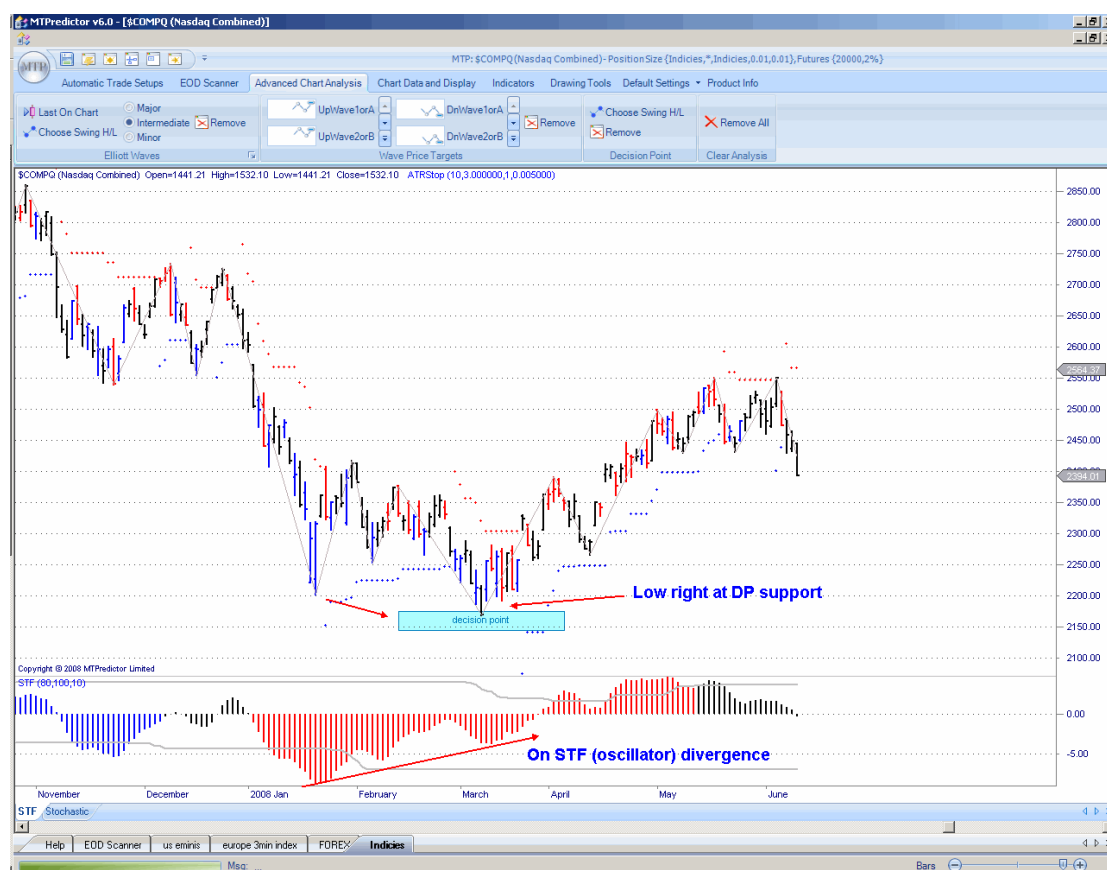 MTPredictor v6.0 - [$COMPQ (Nasdaq Combined)]
MTP
MTP: $COMPQ(Nasdaq Combined)- PositionSize {Indicies,*,Indicies,0.01,0.01},Futures {20000,2%}
Automatic Trade Setups EOD Scanner Advanced Chart Analysis Chart Data and Display Indicators Drawing Tools Default Settings Product Info
Last On Chart Major UpWave1orA DnWave1orA Choose Swing H/L
Intermediate Remove Remove Remove All
Choose Swing H/L Minor UpWave2orB DnWave2orB Remove
Elliott Waves Wave Price Targets Decision Point Clear Analysis
$COMPQ (Nasdaq Combined) Open=1441.21 High=1532.10 Low=1441.21 Close=1532.10 ATRStop (10,3.000000,1,0.005000)
2850.00
2800.00
2750.00
2700.00
2650.00
2600.00
2564.37
2550.00
2500.00
2450.00
2394.01
2350.00
2300.00
2250.00
Low right at DP support
2200.00
decision point
2150.00
2100.00
Copyright @ 2008 MTPredictor Limited
STF (80,100,10)
0.00
On STF (oscillator) divergence
-5.00
November December 2008 Jan February March April May June
STF Stochastic
Help EOD Scanner us eminis europe 3min index FOREX Indicies
Msg: ...
Bars